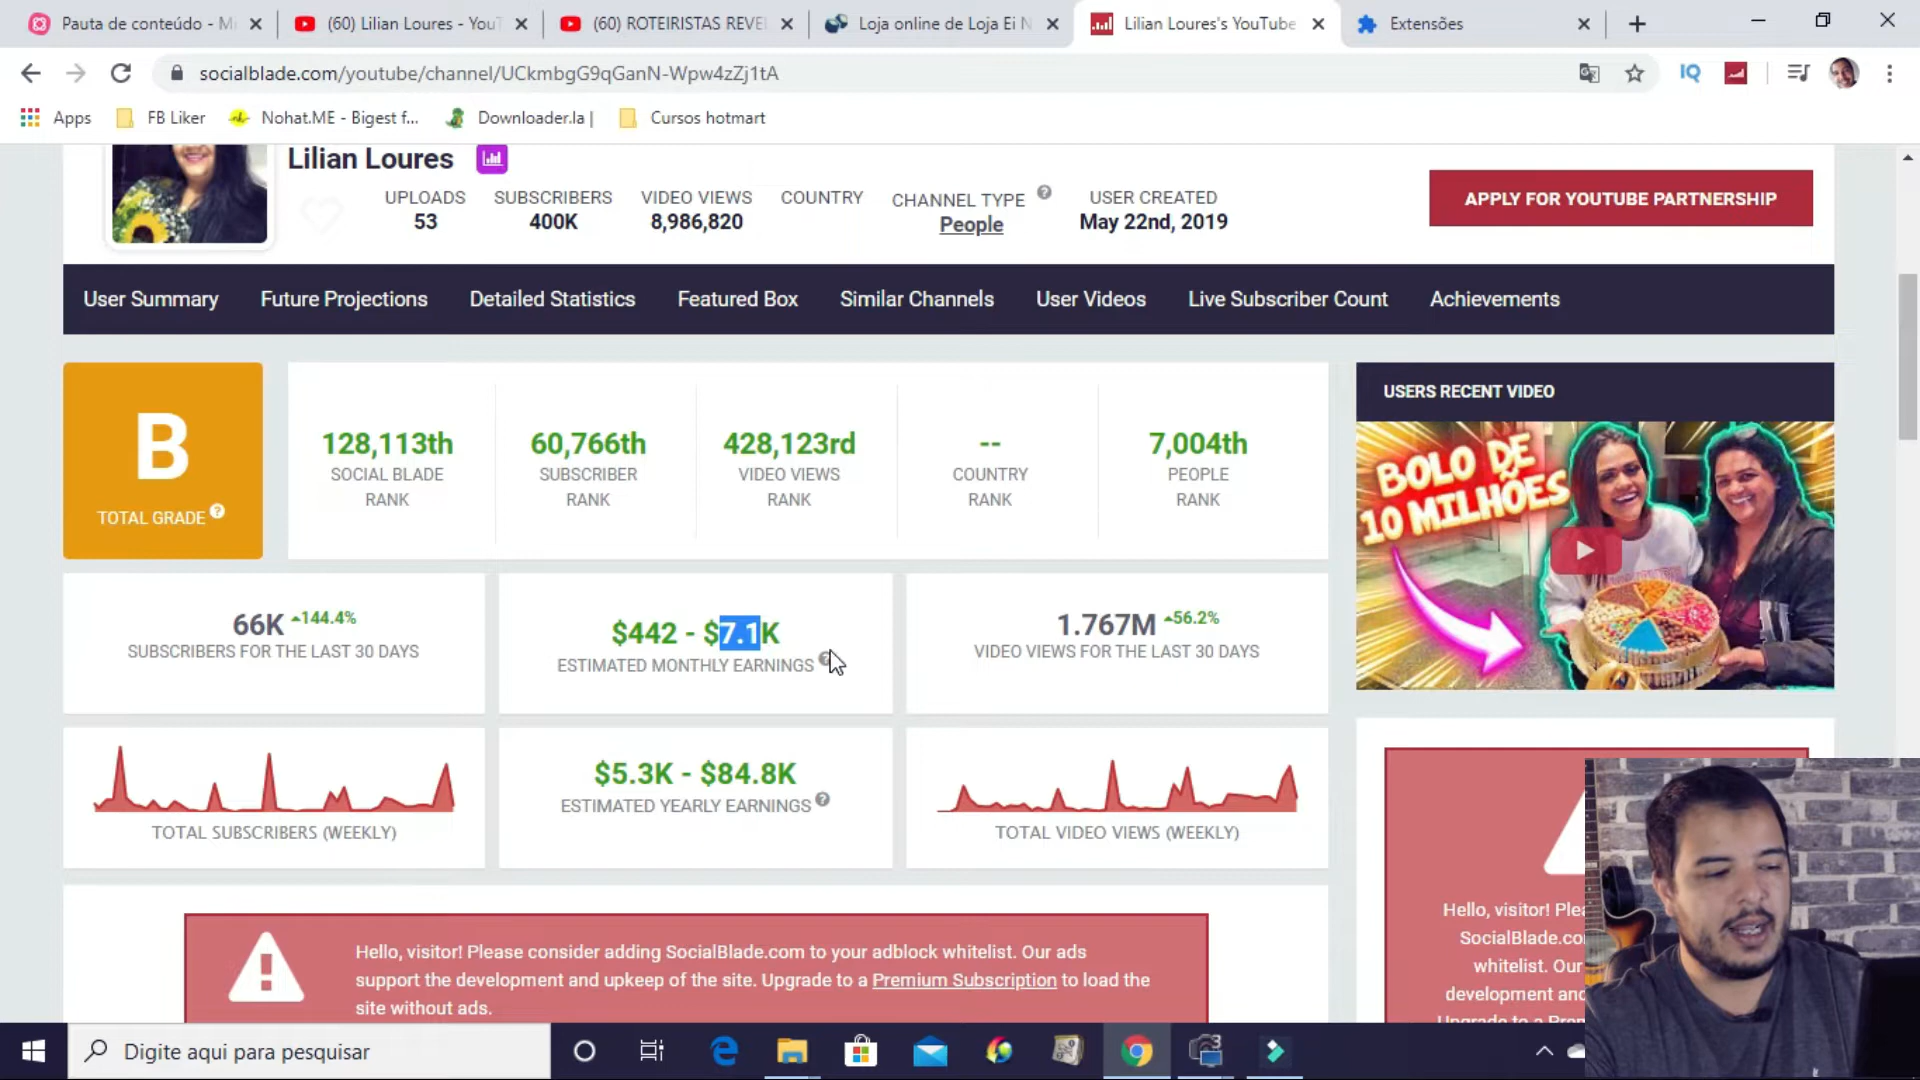 Pauta de conteúdo - M
(60) Lilian Loures - YouT
(60) ROTEIRISTAS REVE
Loja online de Loja Ei N
Lilian Loures's YouTube
Extensões
socialblade.com/youtube/channel/UCkmbgG9qGanN-Wpw4zZj1tA
IQ
Apps
FB Liker
Nohat.ME - Bigest f...
Downloader.la |
Cursos hotmart
Lilian Loures
UPLOADS
53
SUBSCRIBERS
400K
VIDEO VIEWS
8,986,820
COUNTRY
CHANNEL TYPE
People
USER CREATED
May 22nd, 2019
APPLY FOR YOUTUBE PARTNERSHIP
User Summary
Future Projections
Detailed Statistics
Featured Box
Similar Channels
User Videos
Live Subscriber Count
Achievements
B
TOTAL GRADE
128,113th
SOCIAL BLADE
RANK
60,766th
SUBSCRIBER
RANK
428,123rd
VIDEO VIEWS
RANK
--
COUNTRY
RANK
7,004th
PEOPLE
RANK
USERS RECENT VIDEO
BOLO DE
10 MILHÕES
66K 144.4%
SUBSCRIBERS FOR THE LAST 30 DAYS
$442 - $7.1K
ESTIMATED MONTHLY EARNINGS
1.767M 56.2%
VIDEO VIEWS FOR THE LAST 30 DAYS
TOTAL SUBSCRIBERS (WEEKLY)
$5.3K - $84.8K
ESTIMATED YEARLY EARNINGS
TOTAL VIDEO VIEWS (WEEKLY)
Hello, visitor! Please consider adding SocialBlade.com to your adblock whitelist. Our ads
support the development and upkeep of the site. Upgrade to a Premium Subscription to load the
site without ads.
Hello, visitor! Ple
SocialBlade.co
whitelist. Our
development an
Digite aqui para pesquisar